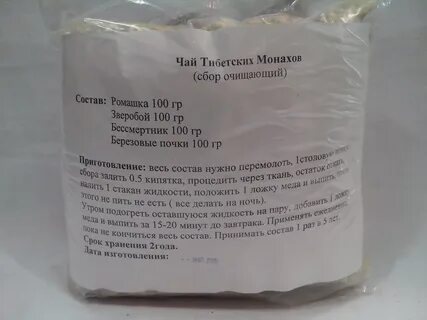 Чай Тибетских Монахов
(сбор очищающий)
Состав: Ромашка 100 гр
Зверобой 100 гр
Бессмертник 100 гр
Березовые почки 100 гр
Приготовление: весь состав нужно перемолоть, 1столовую
сбора залить 0.5 кипятка, процедить через ткань, остаток
налить 1 стакан жидкости, положить 1 ложку меда и выпить,
этого не пить не есть ( все делать на ночь).
Утром подогреть оставшуюся жидкость на пару, добавить 1 ложку
меда и выпить за 15-20 минут до завтрака. Применять ежедневно,
пока не кончиться весь состав. Принимать состав 1 раз в 5 лет.
Срок хранения 2года.
Дата изготовления: